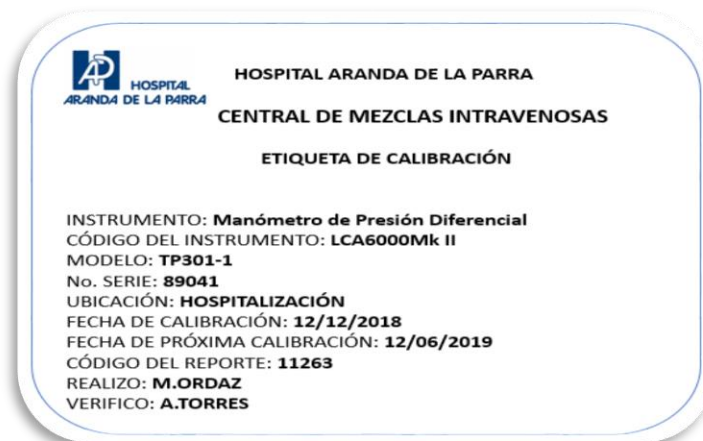 HOSPITAL
ARANDA DE LA PARRA
HOSPITAL ARANDA DE LA PARRA
CENTRAL DE MEZCLAS INTRAVENOSAS
ETIQUETA DE CALIBRACIÓN
INSTRUMENTO: Manómetro de Presión Diferencial
CÓDIGO DEL INSTRUMENTO: LCA6000Mk II
MODELO: TP301-1
No. SERIE: 89041
UBICACIÓN: HOSPITALIZACIÓN
FECHA DE CALIBRACIÓN: 12/12/2018
FECHA DE PRÓXIMA CALIBRACIÓN: 12/06/2019
CÓDIGO DEL REPORTE: 11263
REALIZO: M.ORDAZ
VERIFICO: A.TORRES